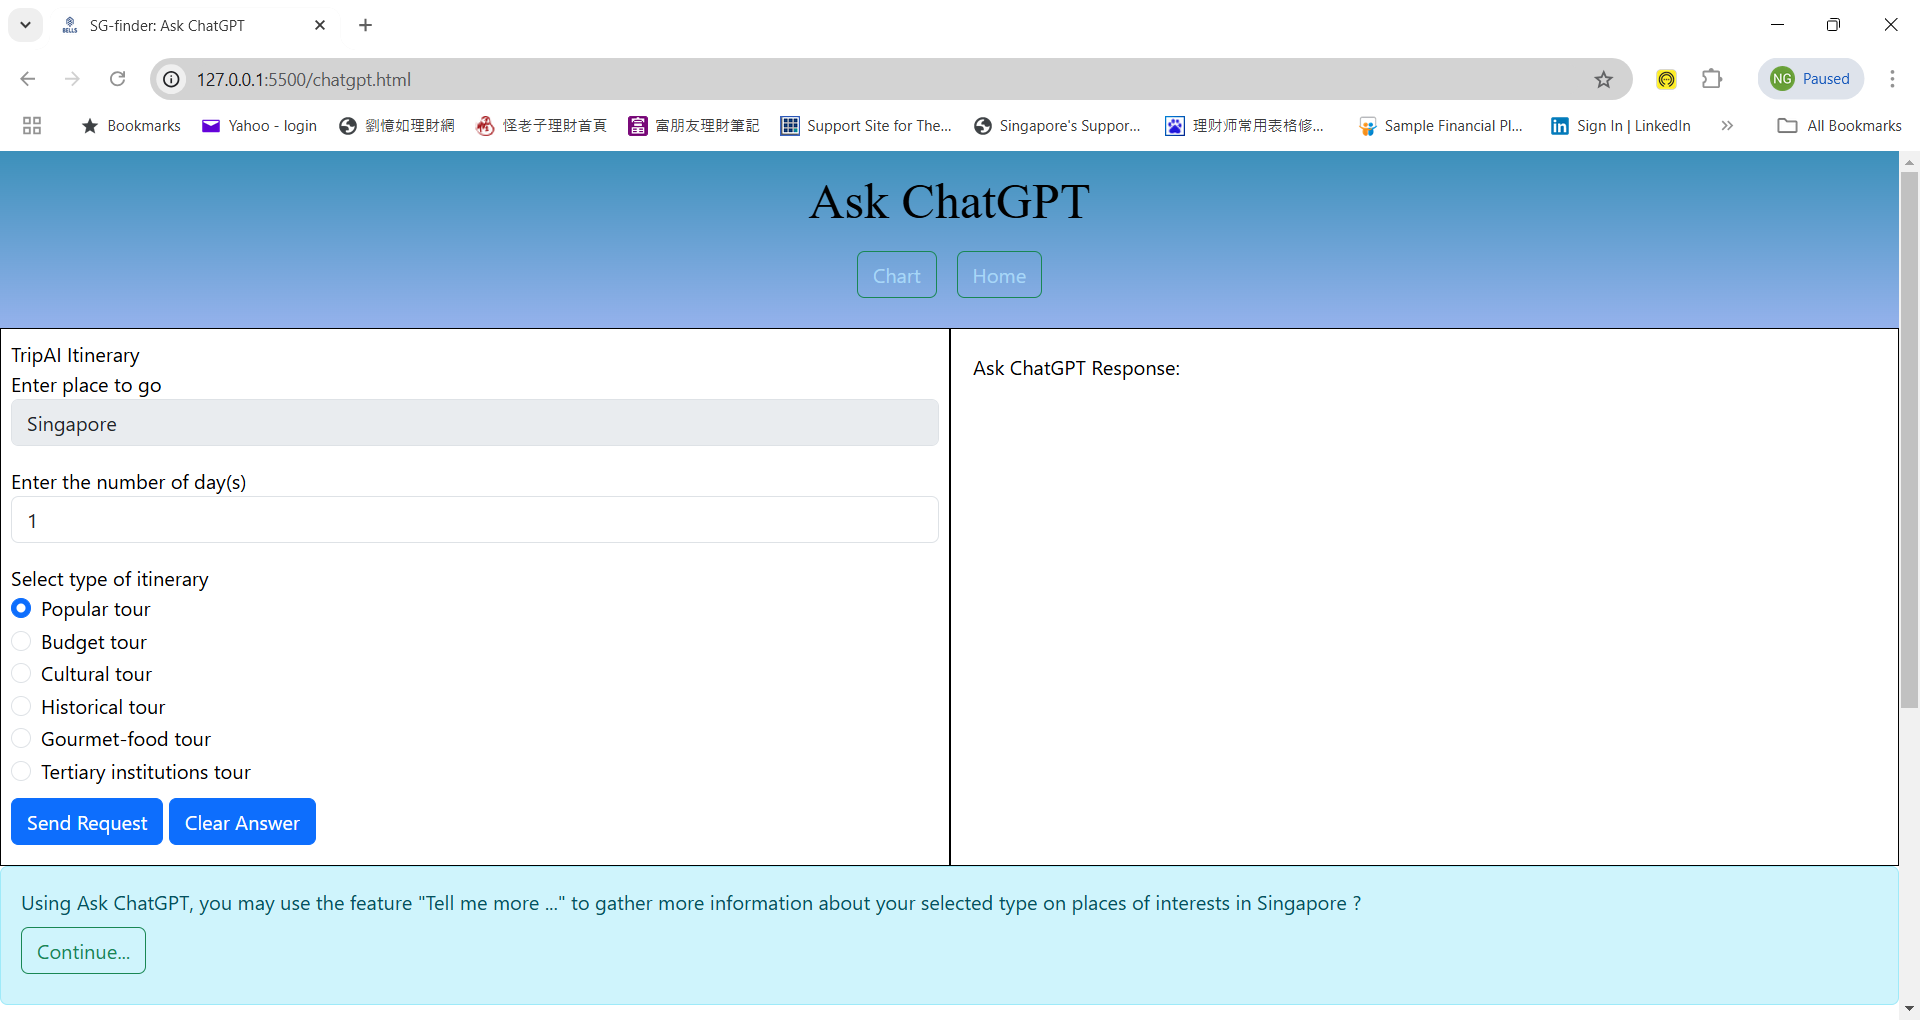 SG-finder: Ask ChatGPT
127.0.0.1:5500/chatgpt.html
NG Paused
Bookmarks Yahoo - login 劉憶如理財網 怪老子理財首頁 富朋友理財筆記 Support Site for The... Singapore's Suppor... 理财师常用表格修... Sample Financial Pl... Sign In | LinkedIn All Bookmarks
Ask ChatGPT
Chart Home
TripAI Itinerary
Enter place to go
Singapore
Enter the number of day(s)
1
Select type of itinerary
Popular tour
Budget tour
Cultural tour
Historical tour
Gourmet-food tour
Tertiary institutions tour
Send Request Clear Answer
Ask ChatGPT Response:
Using Ask ChatGPT, you may use the feature "Tell me more ..." to gather more information about your selected type on places of interests in Singapore ?
Continue...